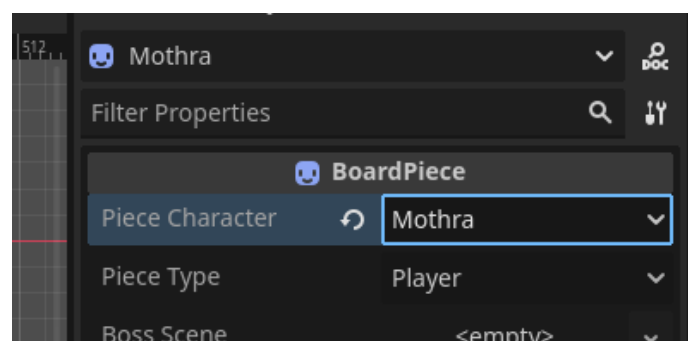 512
Mothra
DOC
Filter Properties
BoardPiece
Piece Character Mothra
Piece Type Player
Boss Scene <empty>